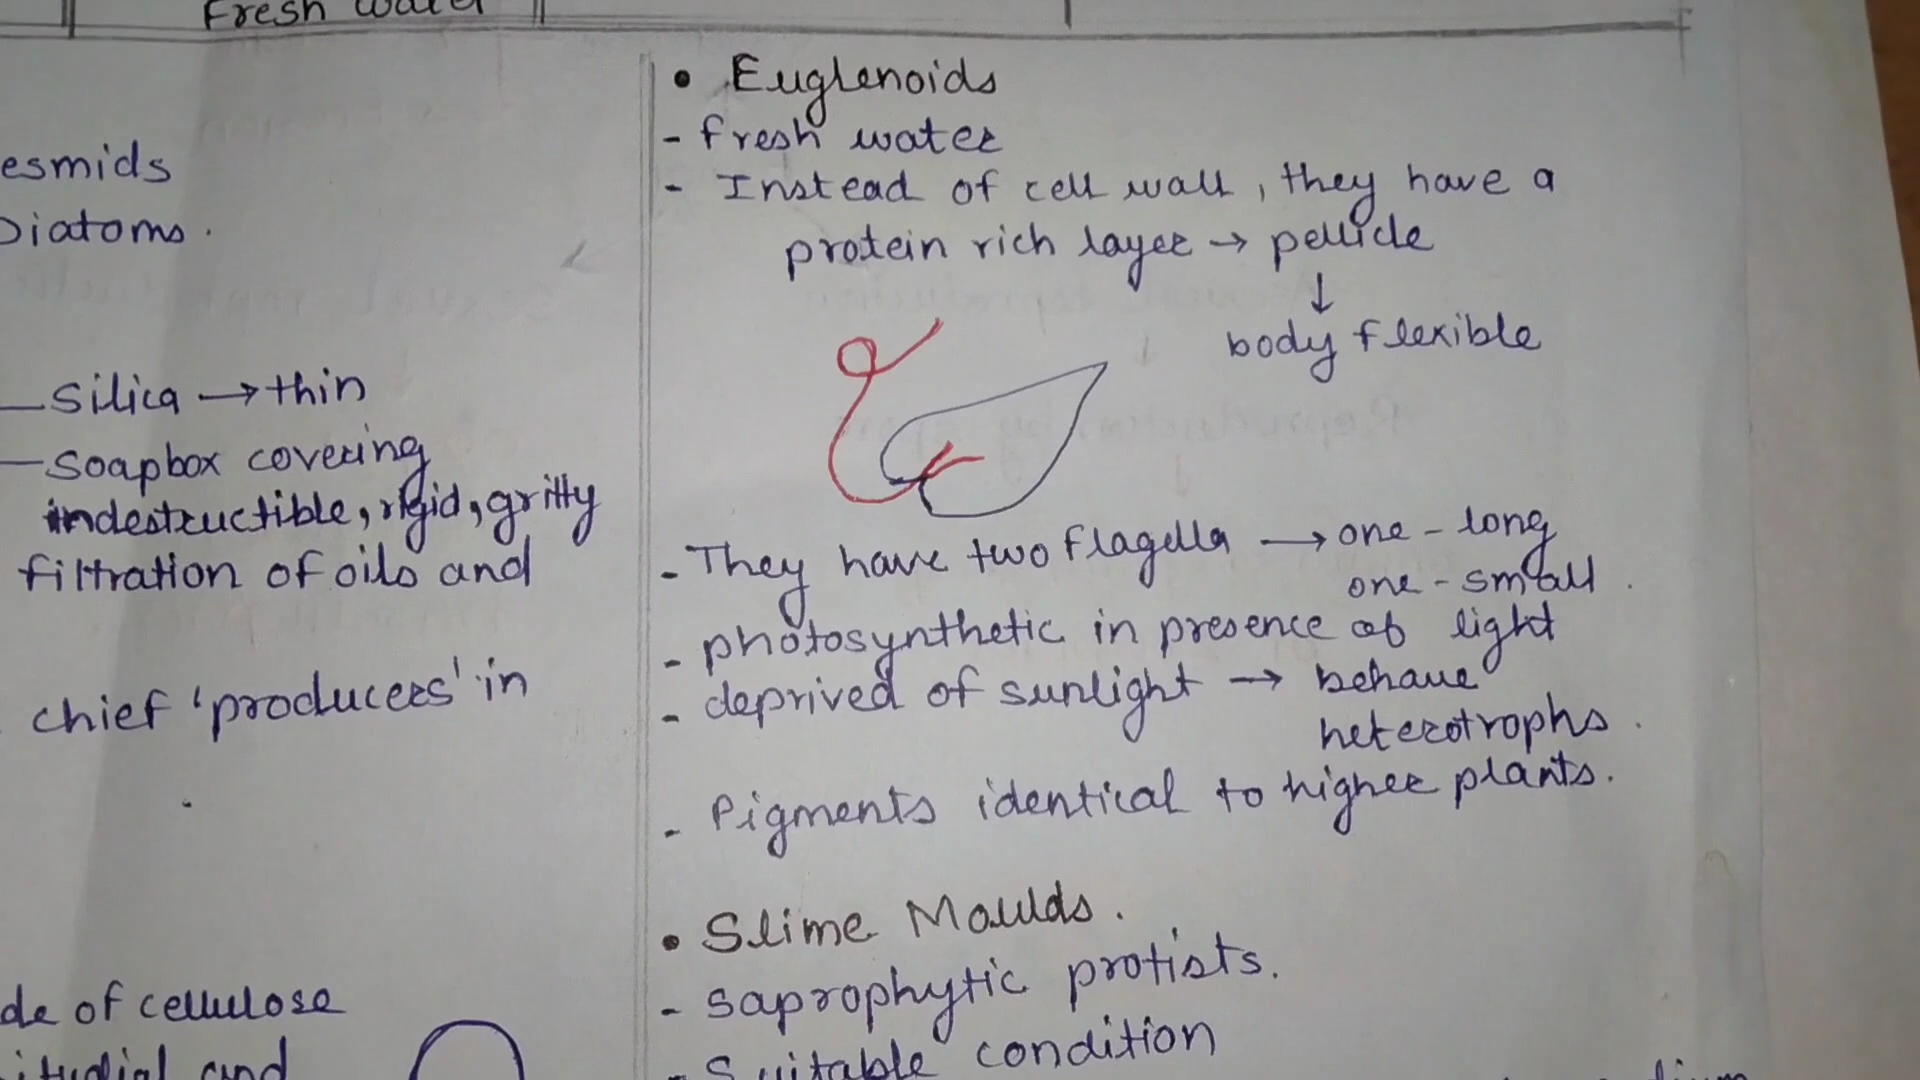 Fresh water
esmids
Diatoms.
- Silica → thin
- soapbox covering
indestructible, rigid, gritty
filtration of oils and
chief 'producers' in
de of cellulose
and
• Euglenoids
- fresh water
- Instead of cell wall, they have a
protein rich layer → pellicle
↓
body flexible
- They have two flagella → one - long
one - small.
- photosynthetic in presence of light
- deprived of sunlight → behave
heterotrophs.
- Pigments identical to higher plants.
• Slime Moulds.
- saprophytic protists.
- Suitable condition